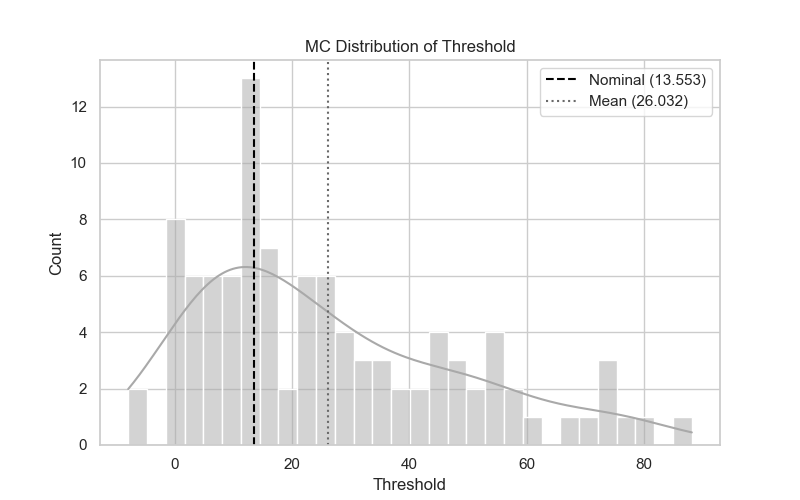 MC Distribution of Threshold
Nominal (13.553)
Mean (26.032)
Count
12
10
8
6
4
2
0
0
20
40
60
80
Threshold